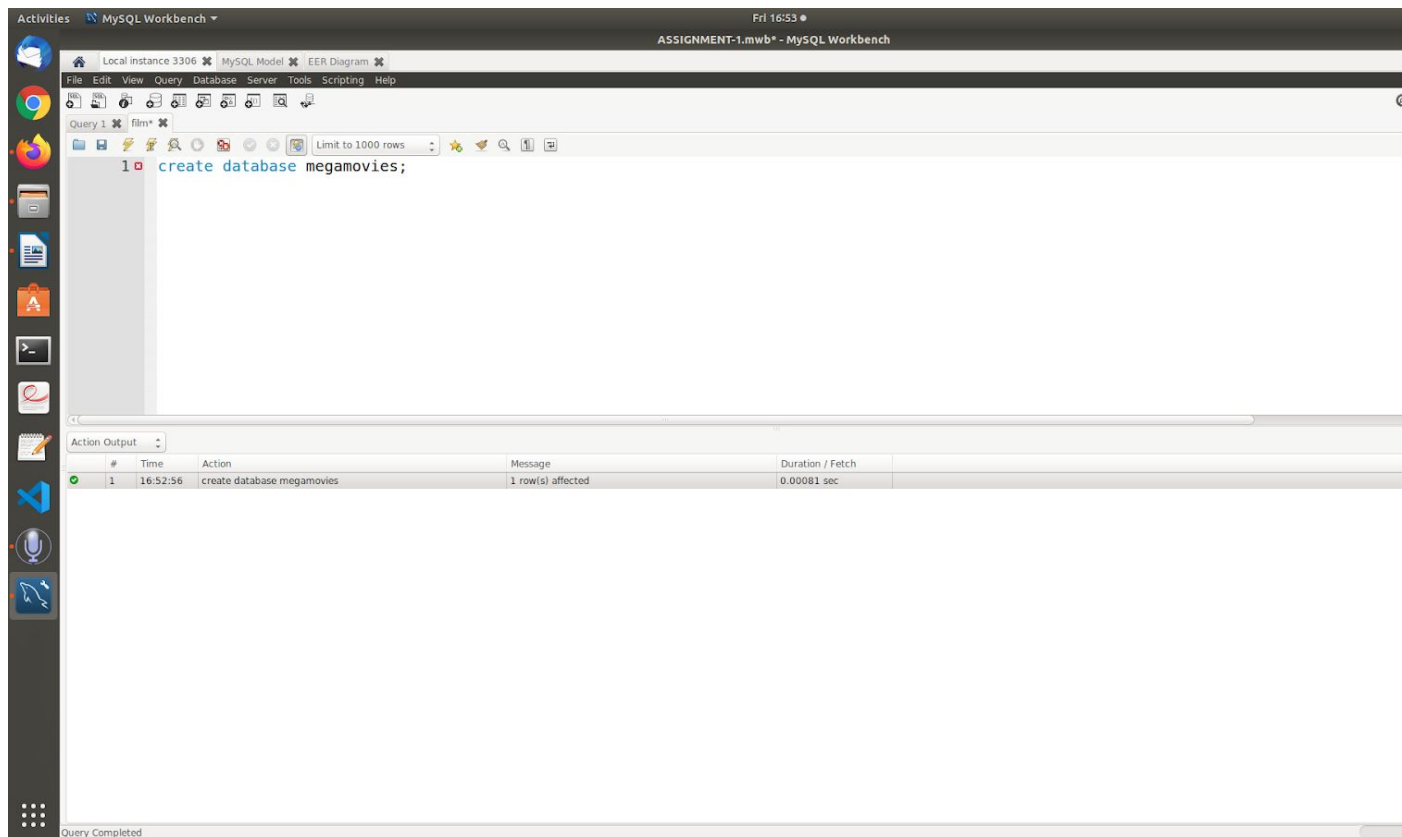 Activities MySQL Workbench Fri 16:53
ASSIGNMENT-1.mwb* - MySQL Workbench
Local instance 3306 MySQL Model EER Diagram
File Edit View Query Database Server Tools Scripting Help
Query 1 film*
Limit to 1000 rows
1 create database megamovies;
Action Output
# Time Action Message Duration / Fetch
1 16:52:56 create database megamovies 1 row(s) affected 0.00081 sec
Query Completed